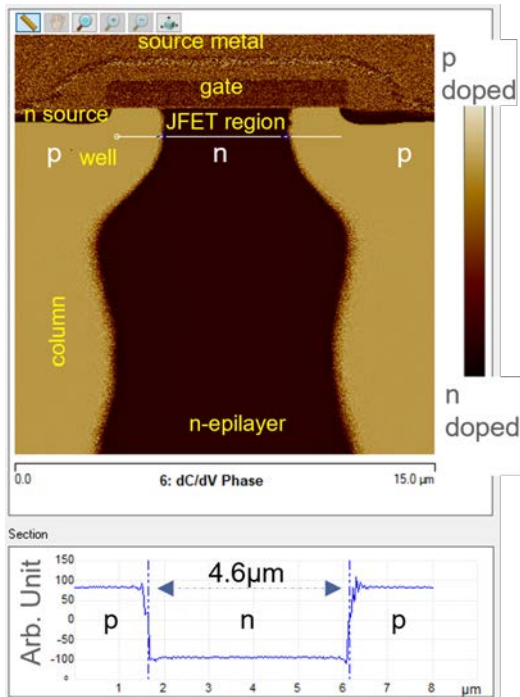 source metal
gate
p
doped
n source
JFET region
p
well
n
p
column
n-epilayer
n
doped
0.0
6: dC/dV Phase
15.0 µm
Section
Arb. Unit
150
100
50
0
-50
-100
0
4.6µm
p
n
p
1
2
3
4
5
6
7
8
µm